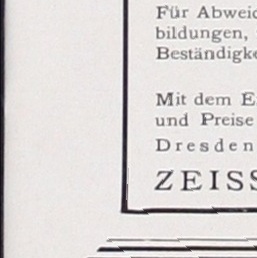 Für Abweic
bildungen,
Beständigke
Mit dem E
und Preise
Dresden
ZEISS